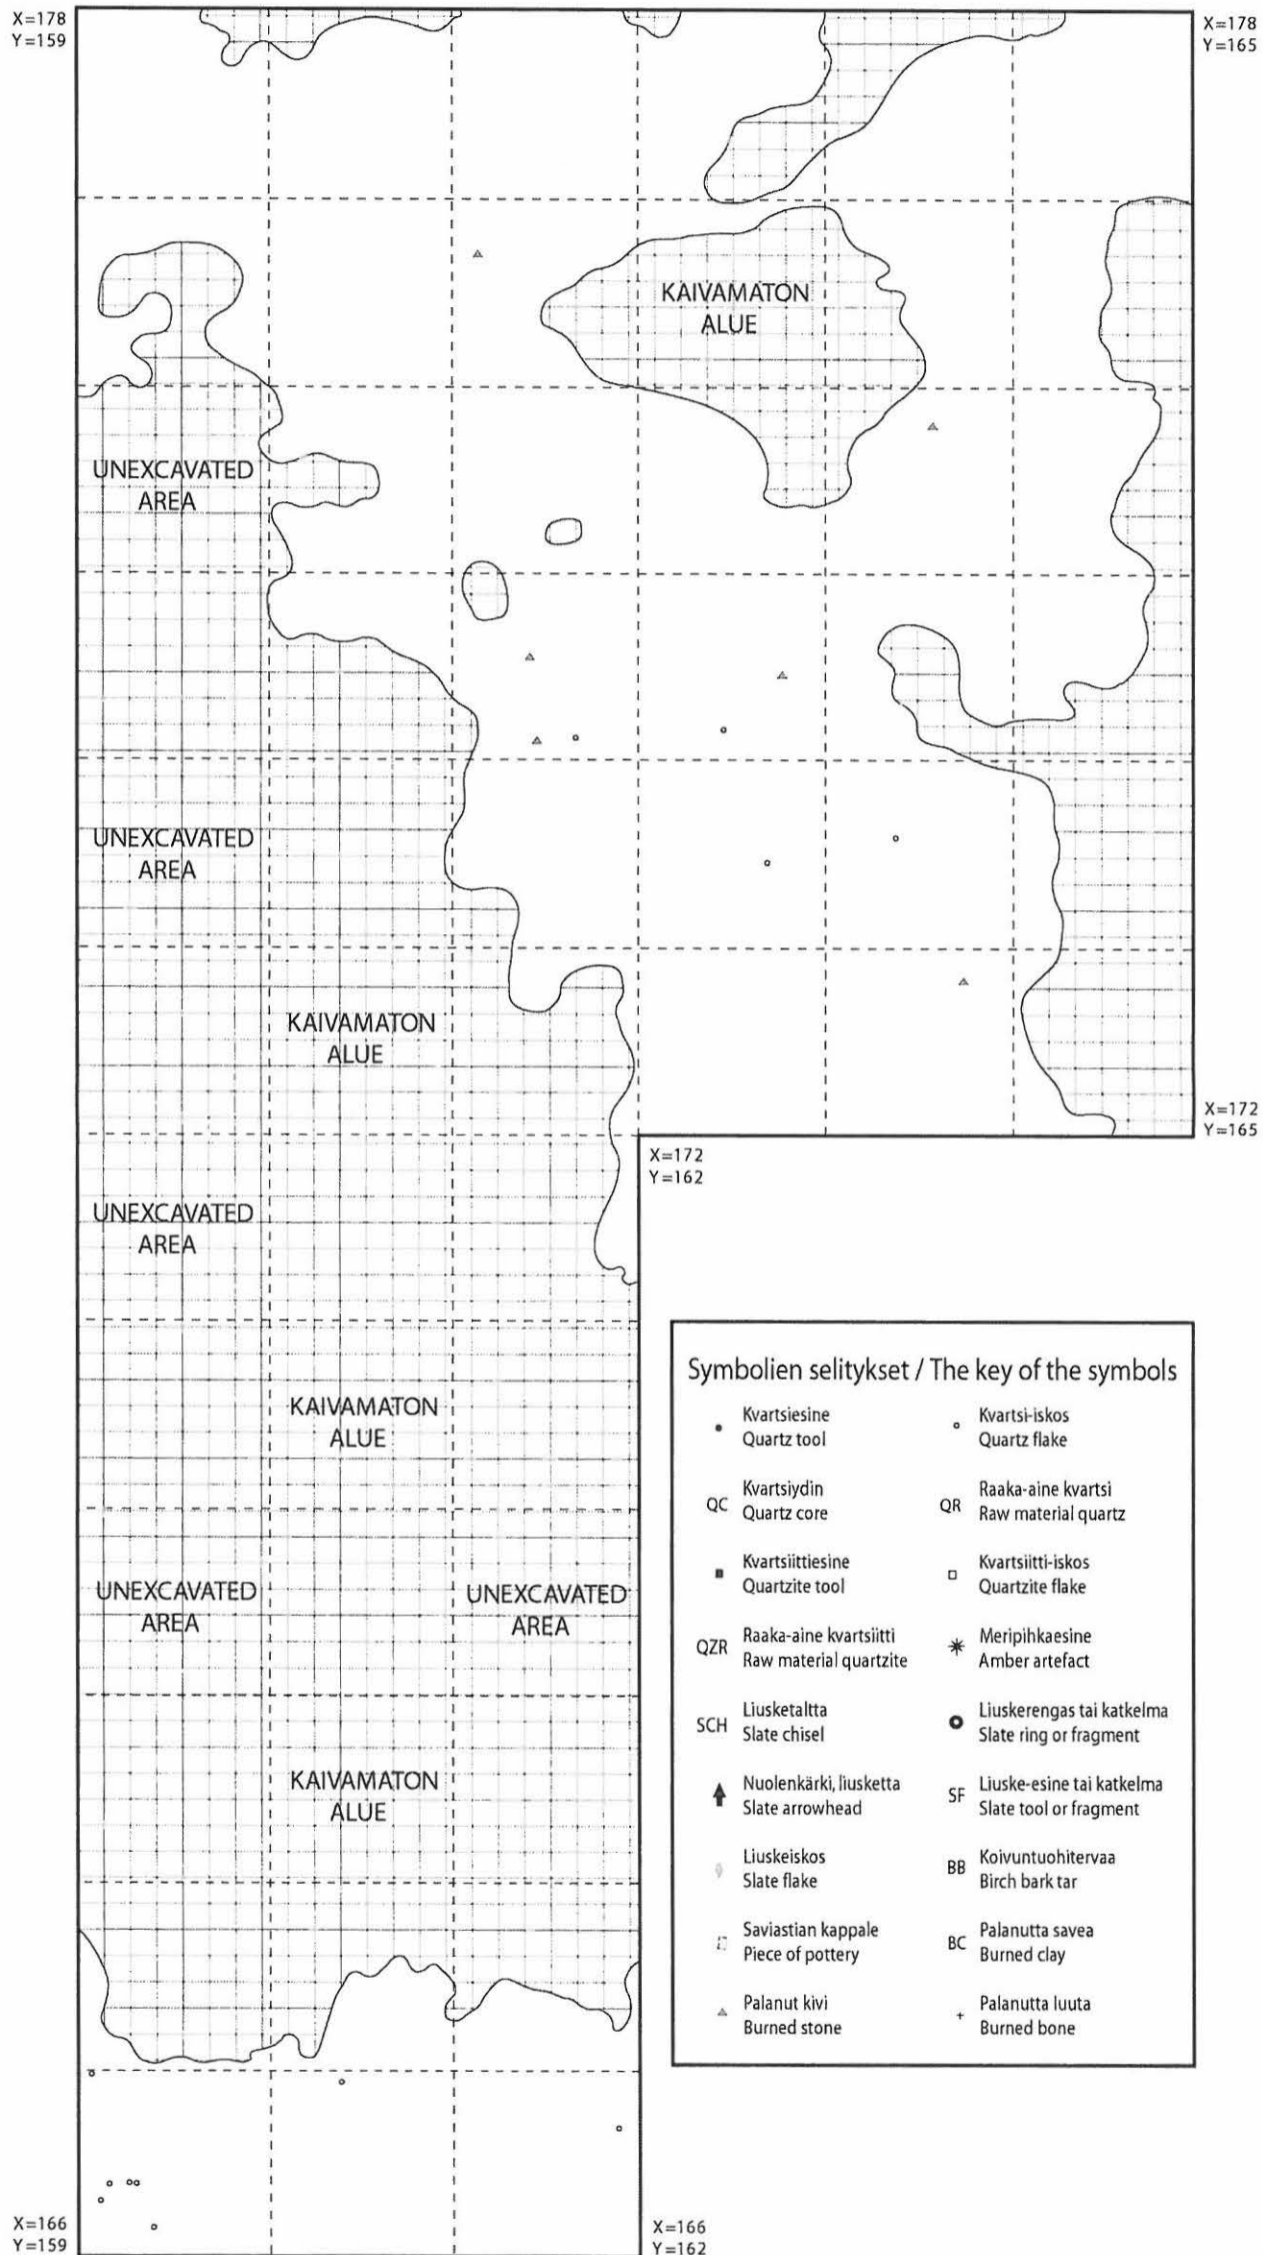 X=178
Y=159
X=178
Y=165
KAIVAMATON
ALUE
UNEXCAVATED
AREA
UNEXCAVATED
AREA
KAIVAMATON
ALUE
X=172
Y=165
X=172
Y=162
UNEXCAVATED
AREA
KAIVAMATON
ALUE
UNEXCAVATED
AREA
UNEXCAVATED
AREA
KAIVAMATON
ALUE
X=166
Y=159
X=166
Y=162
Symbolien selitykset / The key of the symbols
Kvartsiesine
Quartz tool
Kvartsi-iskos
Quartz flake
QC Kvartsiydin
Quartz core
QR Raaka-aine kvartsi
Raw material quartz
Kvartsiittiesine
Quartzite tool
Kvartsiitti-iskos
Quartzite flake
QZR Raaka-aine kvartsiitti
Raw material quartzite
Meripihkaesine
Amber artefact
SCH Liusketaltta
Slate chisel
Liuskerengas tai katkelma
Slate ring or fragment
Nuolenkärki, liusketta
Slate arrowhead
SF Liuske-esine tai katkelma
Slate tool or fragment
Liuskeiskos
Slate flake
BB Koivuntuohitervaa
Birch bark tar
Saviastian kappale
Piece of pottery
BC Palanutta savea
Burned clay
Palanut kivi
Burned stone
Palanutta luuta
Burned bone